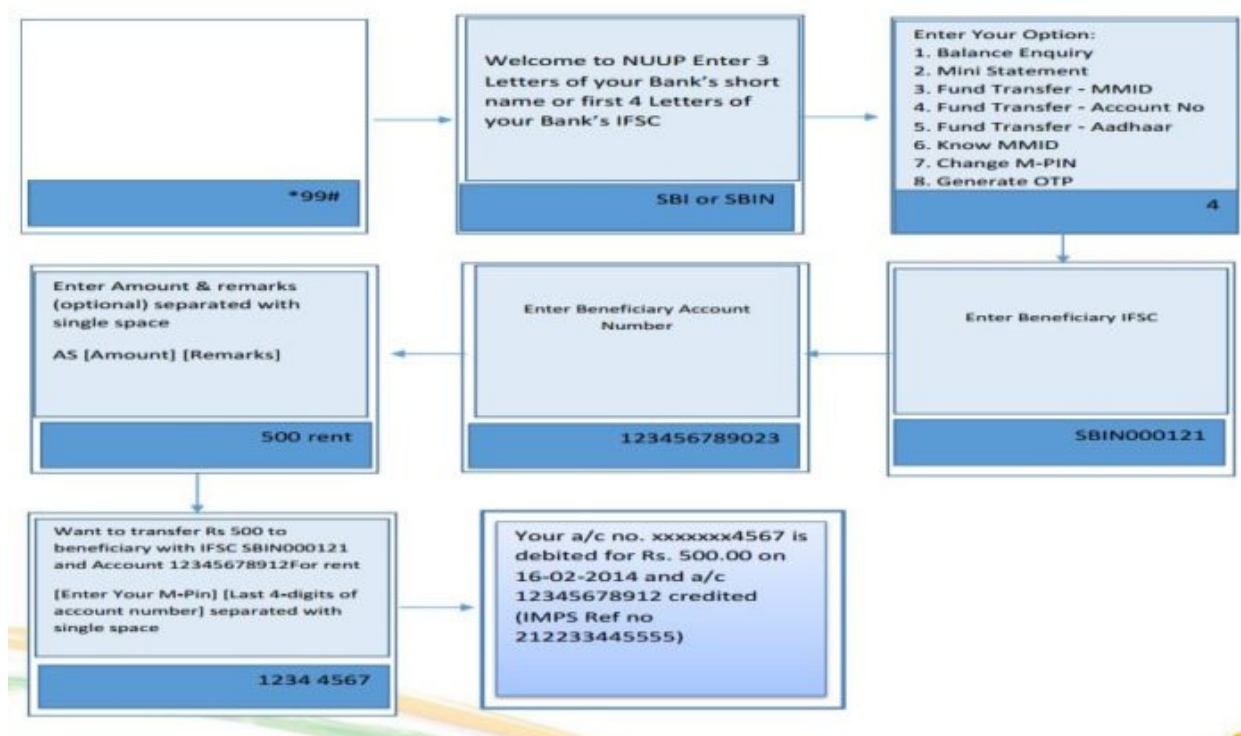 *99#
Welcome to NUUP Enter 3
Letters of your Bank's short
name or first 4 Letters of
your Bank's IFSC
SBI or SBIN
Enter Your Option:
1. Balance Enquiry
2. Mini Statement
3. Fund Transfer - MMID
4. Fund Transfer - Account No
5. Fund Transfer - Aadhaar
6. Know MMID
7. Change M-PIN
8. Generate OTP
4
Enter Beneficiary IFSC
SBIN000121
Enter Beneficiary Account
Number
123456789023
Enter Amount & remarks
(optional) separated with
single space
AS [Amount] [Remarks]
500 rent
Want to transfer Rs 500 to
beneficiary with IFSC SBIN000121
and Account 12345678912For rent
[Enter Your M-Pin] [Last 4-digits of
account number] separated with
single space
1234 4567
Your a/c no. xxxxxxx4567 is
debited for Rs. 500.00 on
16-02-2014 and a/c
12345678912 credited
(IMPS Ref no
212233445555)